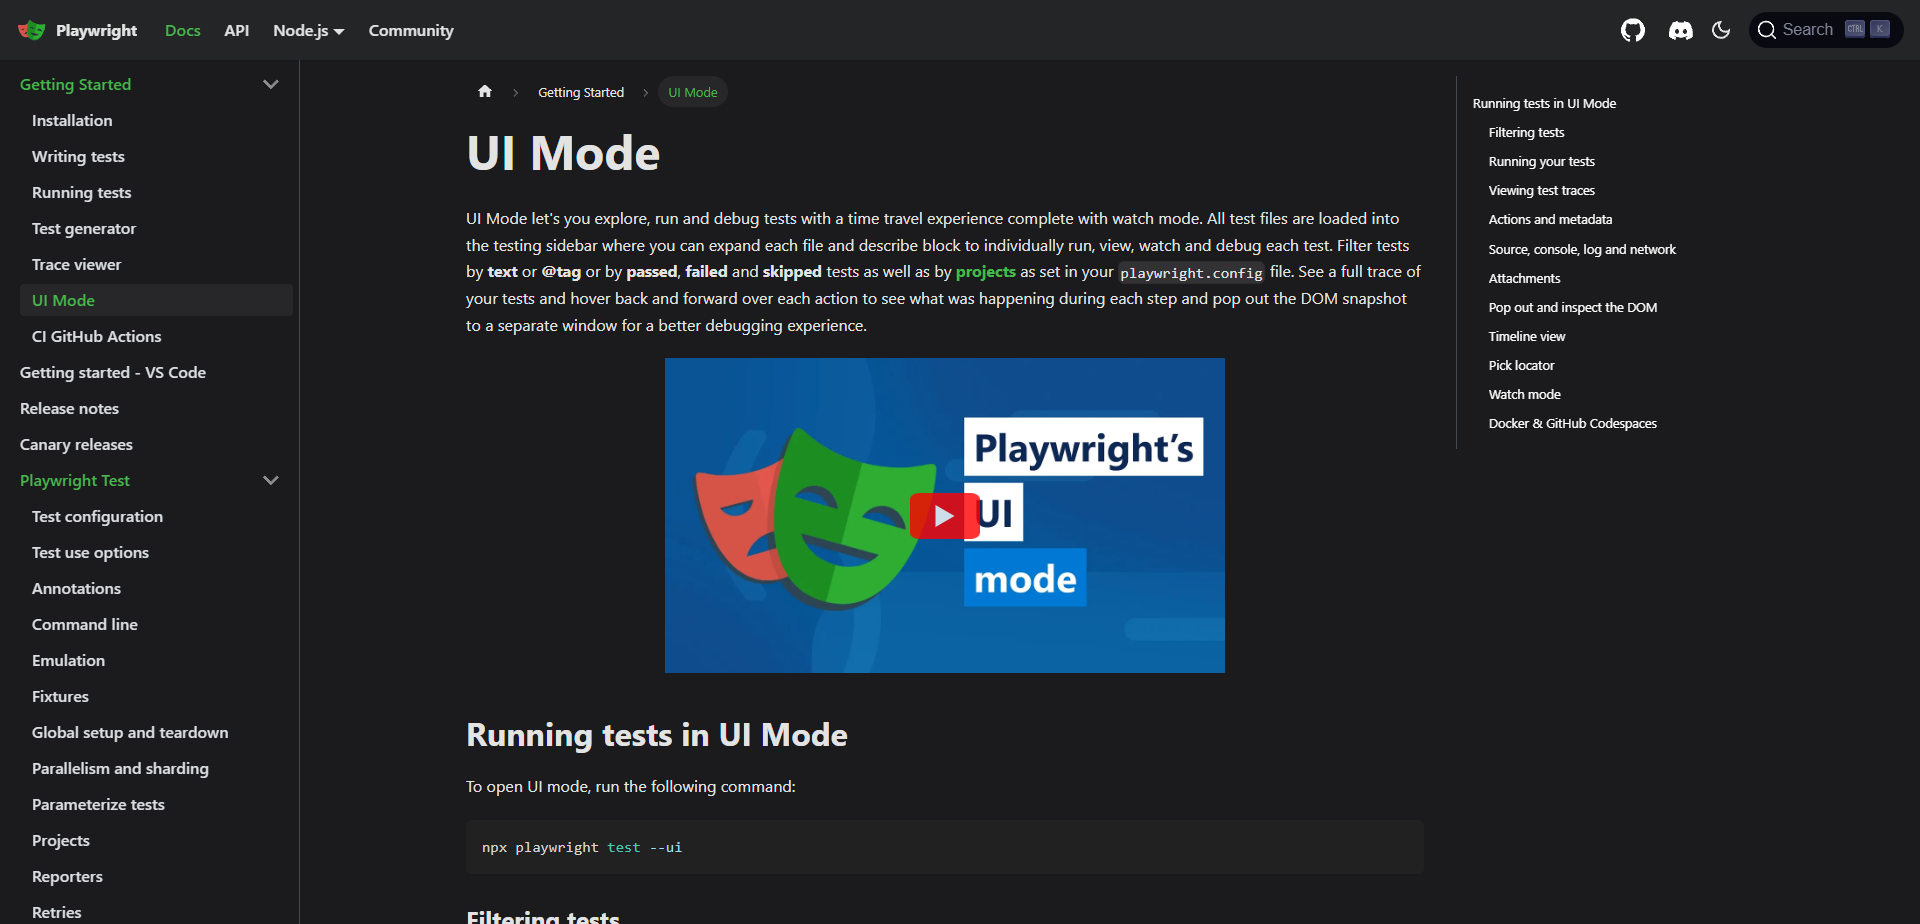 Playwright
Docs
API
Node.js
Community
Search
CTRL
K
Getting Started
Installation
Writing tests
Running tests
Test generator
Trace viewer
UI Mode
CI GitHub Actions
Getting started - VS Code
Release notes
Canary releases
Playwright Test
Test configuration
Test use options
Annotations
Command line
Emulation
Fixtures
Global setup and teardown
Parallelism and sharding
Parameterize tests
Projects
Reporters
Retries
Getting Started
UI Mode
UI Mode
UI Mode let's you explore, run and debug tests with a time travel experience complete with watch mode. All test files are loaded into
the testing sidebar where you can expand each file and describe block to individually run, view, watch and debug each test. Filter tests
by text or @tag or by passed, failed and skipped tests as well as by projects as set in your playwright.config file. See a full trace of
your tests and hover back and forward over each action to see what was happening during each step and pop out the DOM snapshot
to a separate window for a better debugging experience.
Playwright’s
UI
mode
Running tests in UI Mode
To open UI mode, run the following command:
npx playwright test --ui
Filtering tests
Running tests in UI Mode
Filtering tests
Running your tests
Viewing test traces
Actions and metadata
Source, console, log and network
Attachments
Pop out and inspect the DOM
Timeline view
Pick locator
Watch mode
Docker & GitHub Codespaces